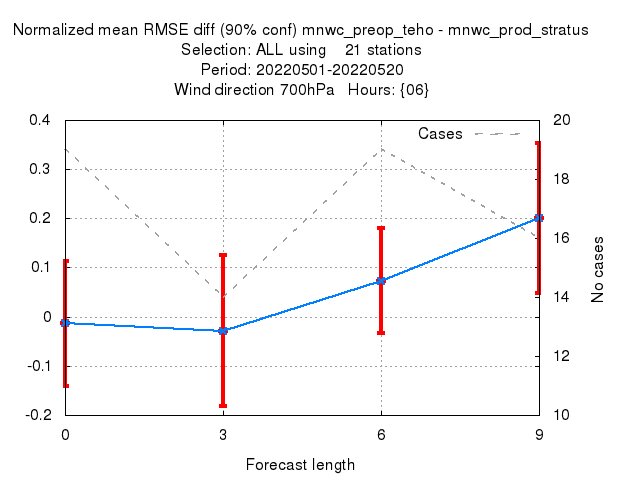 Normalized mean RMSE diff (90% conf) mnwc_preop_teho - mnwc_prod_stratus
Selection: ALL using 21 stations
Period: 20220501-20220520
Wind direction 700hPa Hours: {06}
Cases
0.4
0.3
0.2
0.1
0
-0.1
-0.2
20
18
16
14
12
10
No cases
0 3 6 9
Forecast length